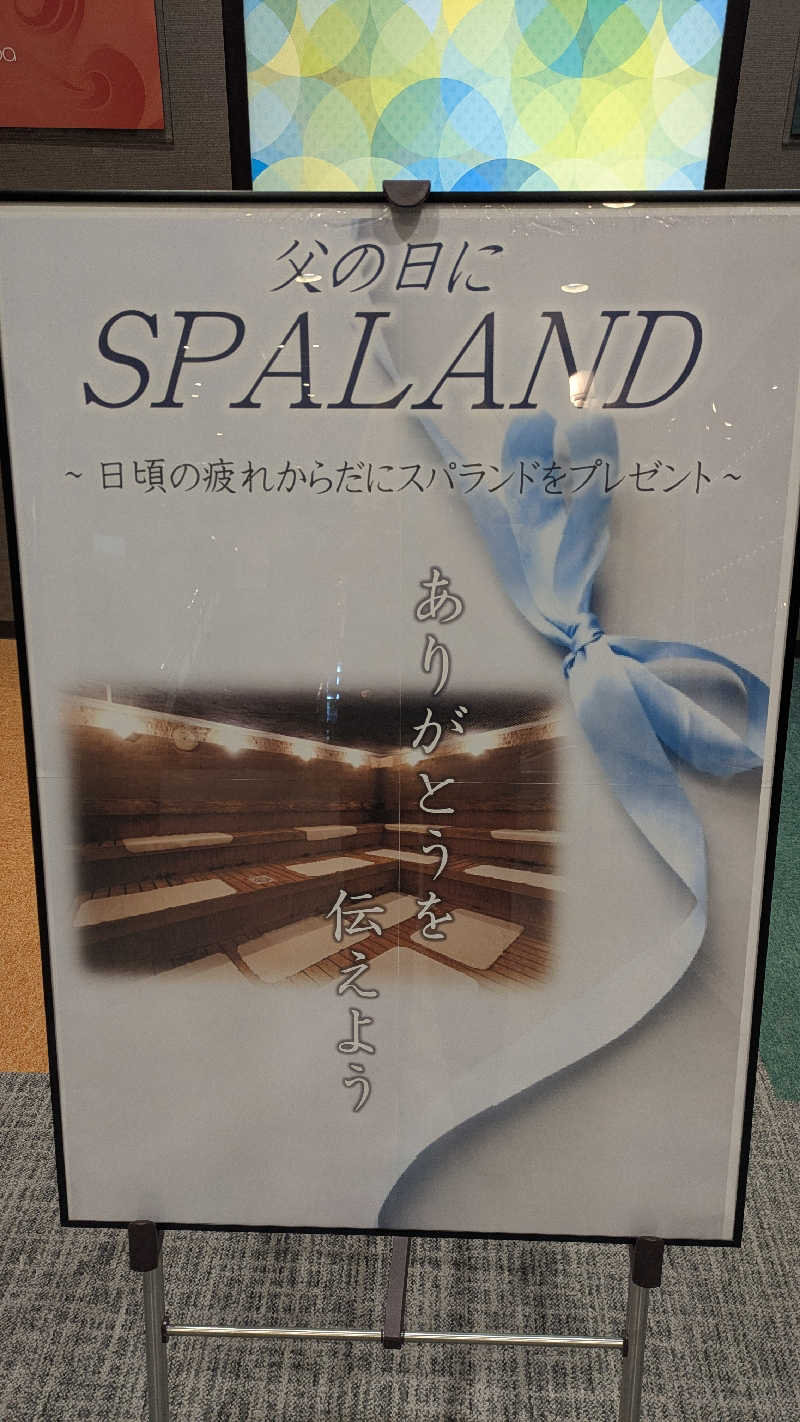 父の日に
SPALAND
~ 日頃の疲れからだにスパランドをプレゼント ~
ありがとうを
伝えよう